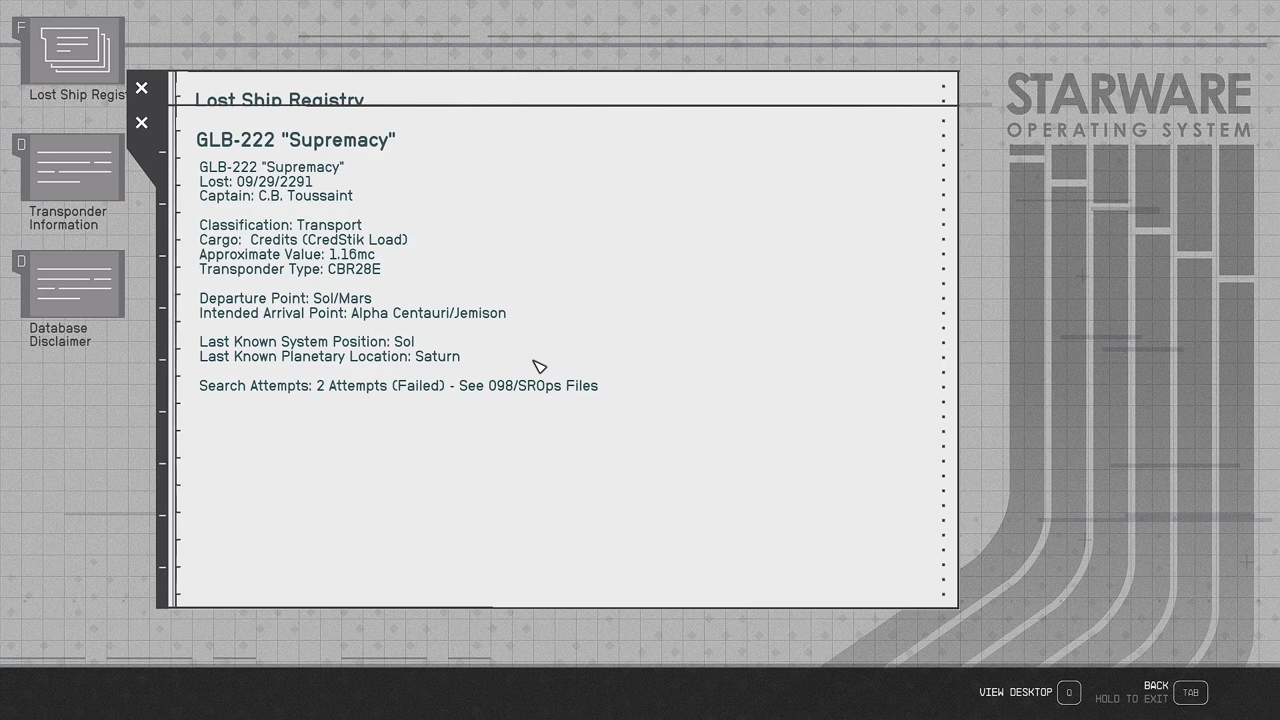 F
Lost Ship Regist
D
Transponder
Information
D
Database
Disclaimer
Lost Ship Registry
GLB-222 "Supremacy"
GLB-222 "Supremacy"
Lost: 09/29/2291
Captain: C.B. Toussaint
Classification: Transport
Cargo:  Credits (CredStik Load)
Approximate Value: 1.16mc
Transponder Type: CBR28E
Departure Point: Sol/Mars
Intended Arrival Point: Alpha Centauri/Jemison
Last Known System Position: Sol
Last Known Planetary Location: Saturn
Search Attempts: 2 Attempts (Failed) - See 098/SROps Files
STARWARE
OPERATING SYSTEM
VIEW DESKTOP Q
BACK
HOLD TO EXIT TAB